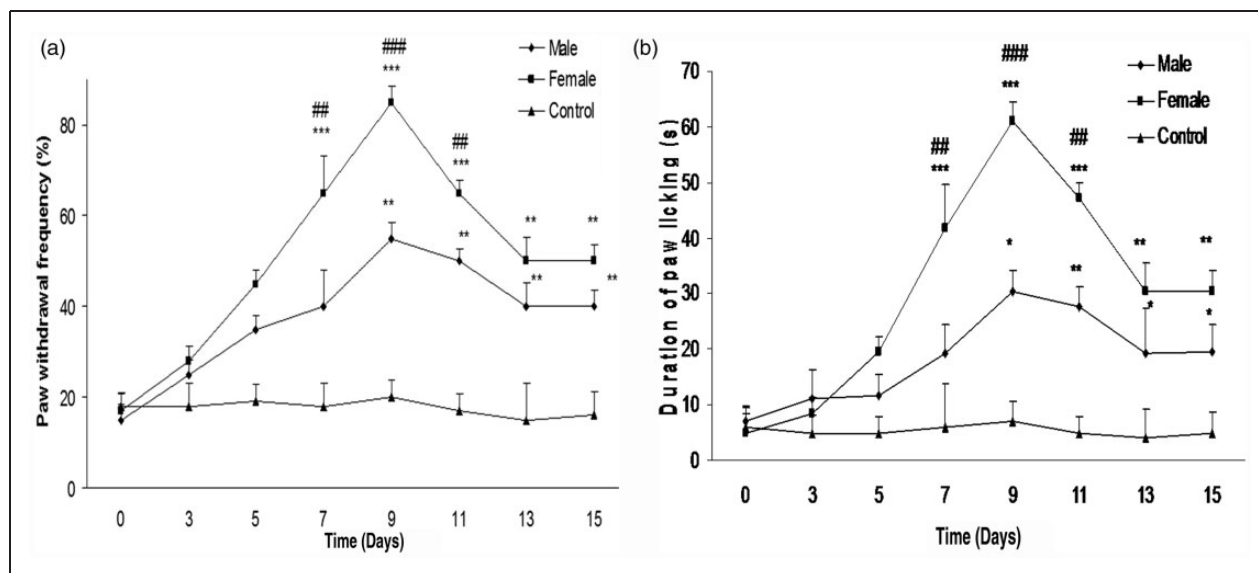 (a)
Male
Female
Control
###
***
##
***
##
***
**
**
**
**
**
**
Paw withdrawal frequency (%)
80
60
40
20
0
0 3 5 7 9 11 13 15
Time (Days)
(b)
Male
Female
Control
###
***
##
***
##
***
**
**
*
**
*
*
Duration of paw licking (s)
70
60
50
40
30
20
10
0
0 3 5 7 9 11 13 15
Time (Days)